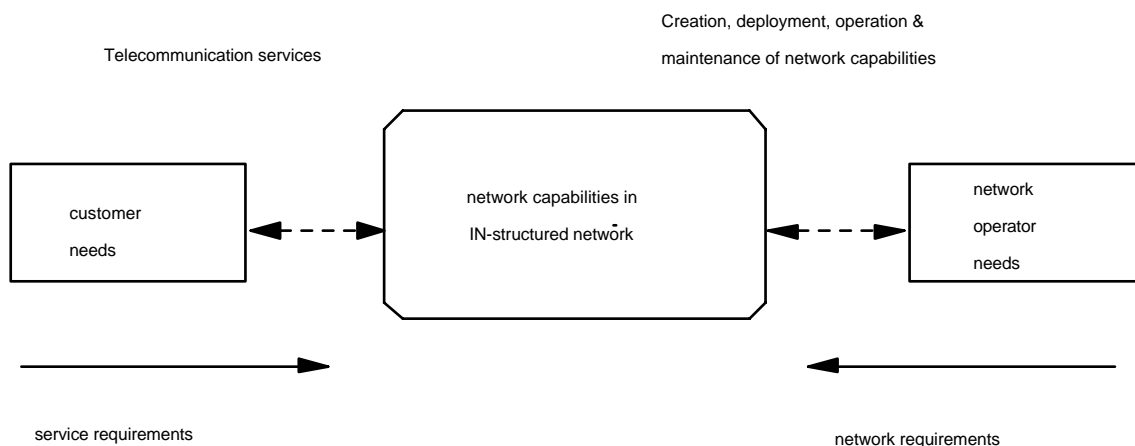 Creation, deployment, operation &
Telecommunication services
maintenance of network capabilities
customer
needs
network capabilities in
IN-structured network
network
operator
needs
service requirements
network requirements